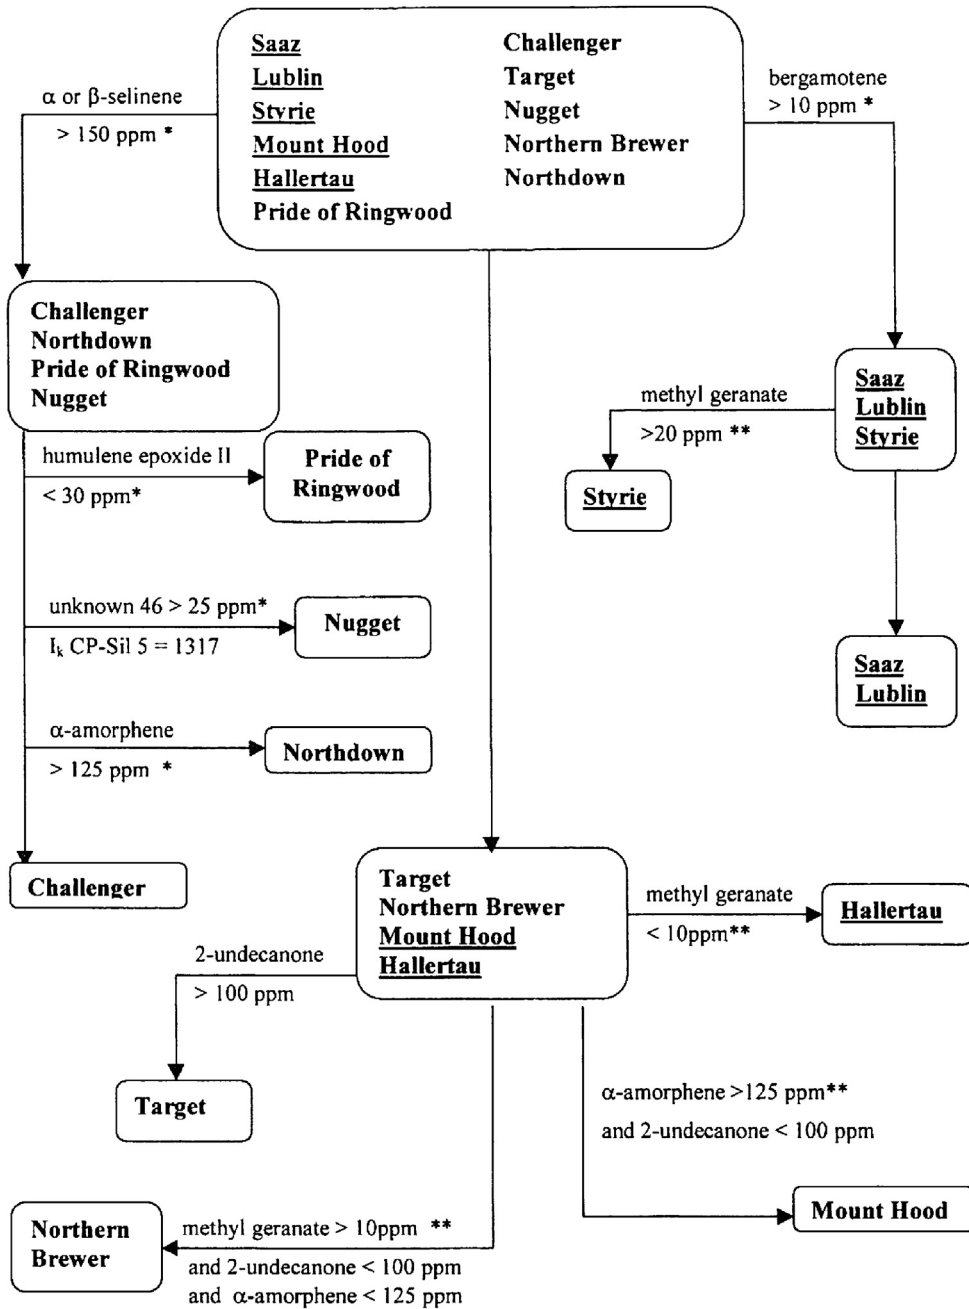 Saaz
Lublin
Styrie
Mount Hood
Hallertau
Pride of Ringwood
Challenger
Target
Nugget
Northern Brewer
Northdown
α or β-selinene
> 150 ppm *
bergamotene
> 10 ppm *
Challenger
Northdown
Pride of Ringwood
Nugget
Saaz
Lublin
Styrie
methyl geranate
>20 ppm **
Styrie
humulene epoxide II
< 30 ppm*
Pride of
Ringwood
unknown 46 > 25 ppm*
Ik CP-Sil 5 = 1317
Nugget
Saaz
Lublin
α-amorphene
> 125 ppm *
Northdown
Challenger
Target
Northern Brewer
Mount Hood
Hallertau
methyl geranate
< 10ppm**
Hallertau
2-undecanone
> 100 ppm
Target
α-amorphene >125 ppm**
and 2-undecanone < 100 ppm
Mount Hood
Northern
Brewer
methyl geranate > 10ppm **
and 2-undecanone < 100 ppm
and α-amorphene < 125 ppm